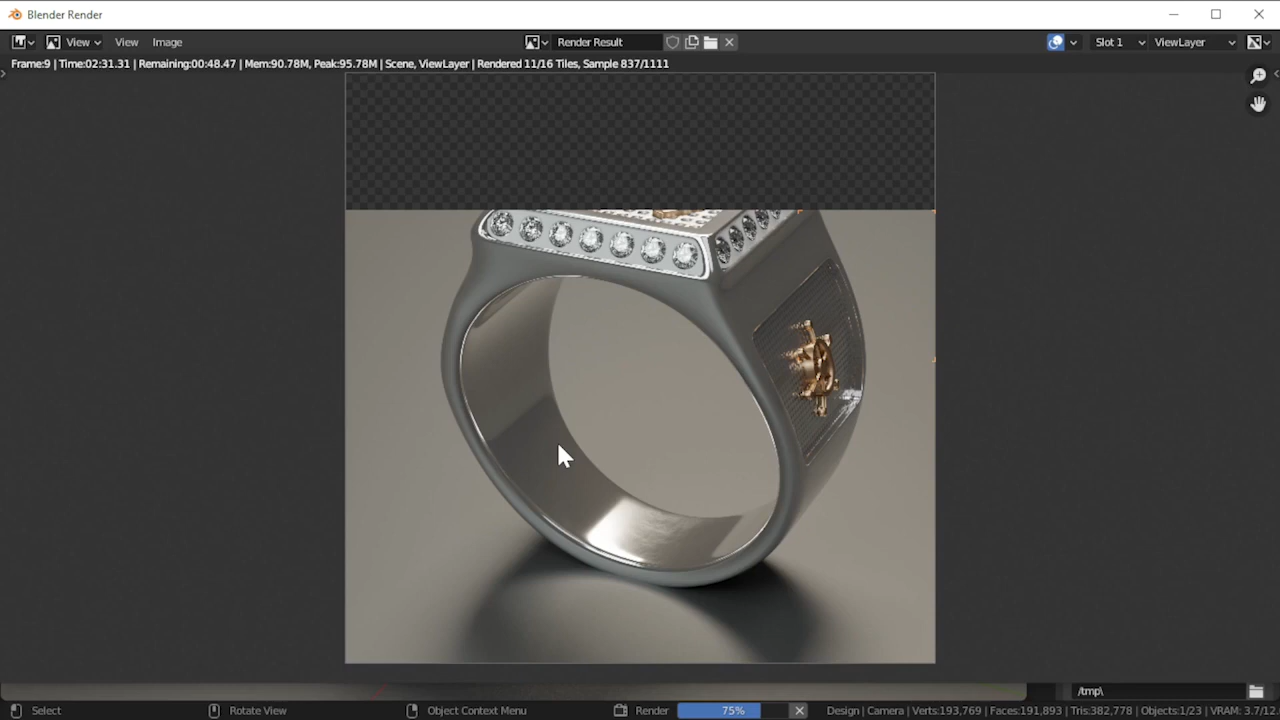 Blender Render
View View Image Render Result Slot 1 ViewLayer
Frame:9 | Time:02:31.31 | Remaining:00:48.47 | Mem:90.78M, Peak:95.78M | Scene, ViewLayer | Rendered 11/16 Tiles, Sample 837/1111
/tmp\
Select Rotate View Object Context Menu Render 75% Design | Camera | Verts:193,769 | Faces:191,893 | Tris:382,778 | Objects:1/23 | VRAM: 3.7/12.